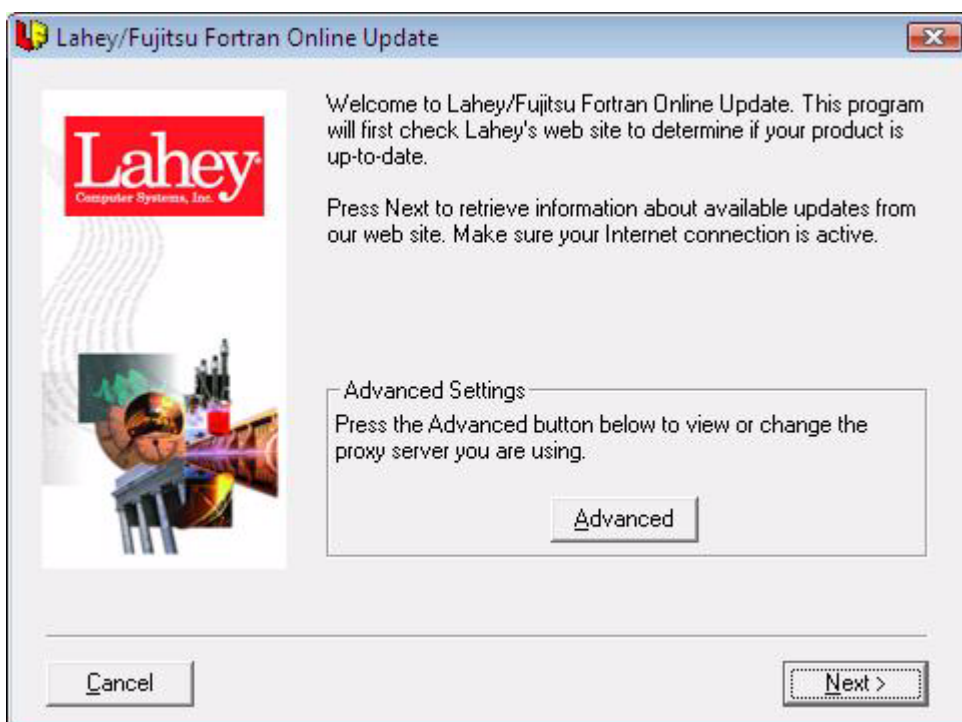 Lahey/Fujitsu Fortran Online Update
Lahey
Computer Systems, Inc.
Welcome to Lahey/Fujitsu Fortran Online Update. This program
will first check Lahey's web site to determine if your product is
up-to-date.
Press Next to retrieve information about available updates from
our web site. Make sure your Internet connection is active.
Advanced Settings
Press the Advanced button below to view or change the
proxy server you are using.
Advanced
Cancel
Next >